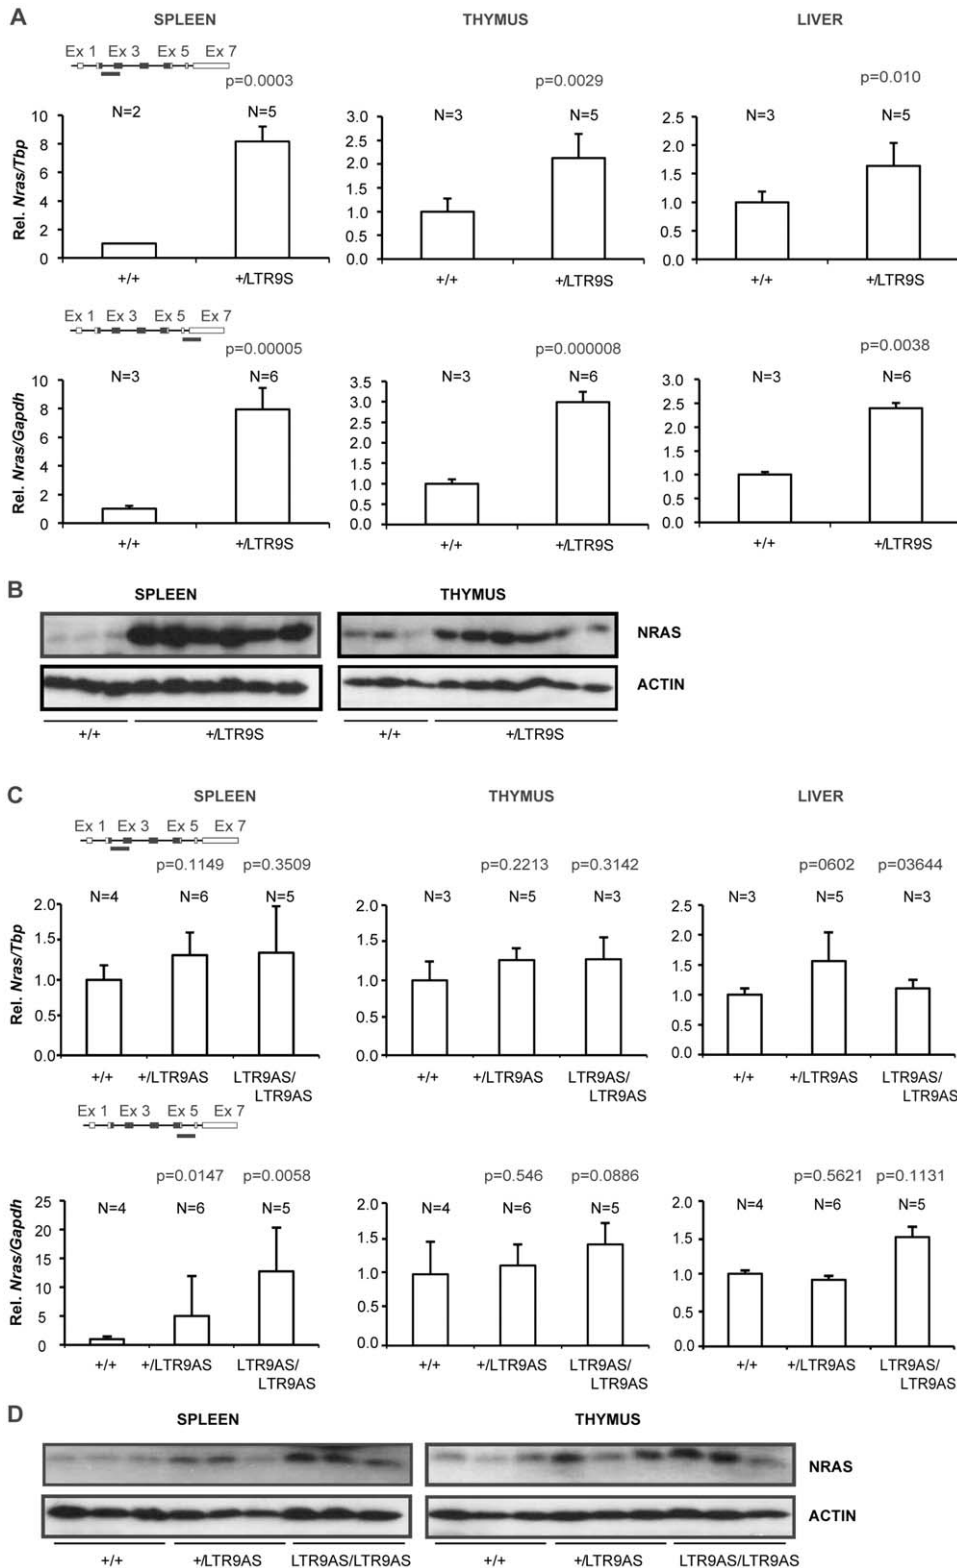 A
SPLEEN THYMUS LIVER
Ex 1 Ex 3 Ex 5 Ex 7
p=0.0003 p=0.0029 p=0.010
N=2 N=5 N=3 N=5 N=3 N=5
Rel. Nras/Tbp
10
8
6
4
2
0
3.0
2.5
2.0
1.5
1.0
0.5
0.0
2.5
2.0
1.5
1.0
0.5
0.0
+/+ +/LTR9S +/+ +/LTR9S +/+ +/LTR9S
Ex 1 Ex 3 Ex 5 Ex 7
p=0.00005 p=0.000008 p=0.0038
N=3 N=6 N=3 N=6 N=3 N=6
Rel. Nras/Gapdh
10
8
6
4
2
0
3.5
3.0
2.5
2.0
1.5
1.0
0.5
0.0
3.0
2.5
2.0
1.5
1.0
0.5
0.0
+/+ +/LTR9S +/+ +/LTR9S +/+ +/LTR9S
B
SPLEEN THYMUS
NRAS
ACTIN
+/+ +/LTR9S +/+ +/LTR9S
C
SPLEEN THYMUS LIVER
Ex 1 Ex 3 Ex 5 Ex 7
p=0.1149 p=0.3509 p=0.2213 p=0.3142 p=0602 p=03644
N=4 N=6 N=5 N=3 N=5 N=3 N=3 N=5 N=3
Rel. Nras/Tbp
2.0
1.5
1.0
0.5
0.0
2.0
1.5
1.0
0.5
0.0
2.5
2.0
1.5
1.0
0.5
0.0
+/+ +/LTR9AS LTR9AS/ +/+ +/LTR9AS LTR9AS/ +/+ +/LTR9AS LTR9AS/
LTR9AS LTR9AS LTR9AS
Ex 1 Ex 3 Ex 5 Ex 7
p=0.0147 p=0.0058 p=0.546 p=0.0886 p=0.5621 p=0.1131
N=4 N=6 N=5 N=4 N=6 N=5 N=4 N=6 N=5
Rel. Nras/Gapdh
25
20
15
10
5
0
2.0
1.5
1.0
0.5
0.0
2.0
1.5
1.0
0.5
0.0
+/+ +/LTR9AS LTR9AS/ +/+ +/LTR9AS LTR9AS/ +/+ +/LTR9AS LTR9AS/
LTR9AS LTR9AS LTR9AS
D
SPLEEN THYMUS
NRAS
ACTIN
+/+ +/LTR9AS LTR9AS/LTR9AS +/+ +/LTR9AS LTR9AS/LTR9AS